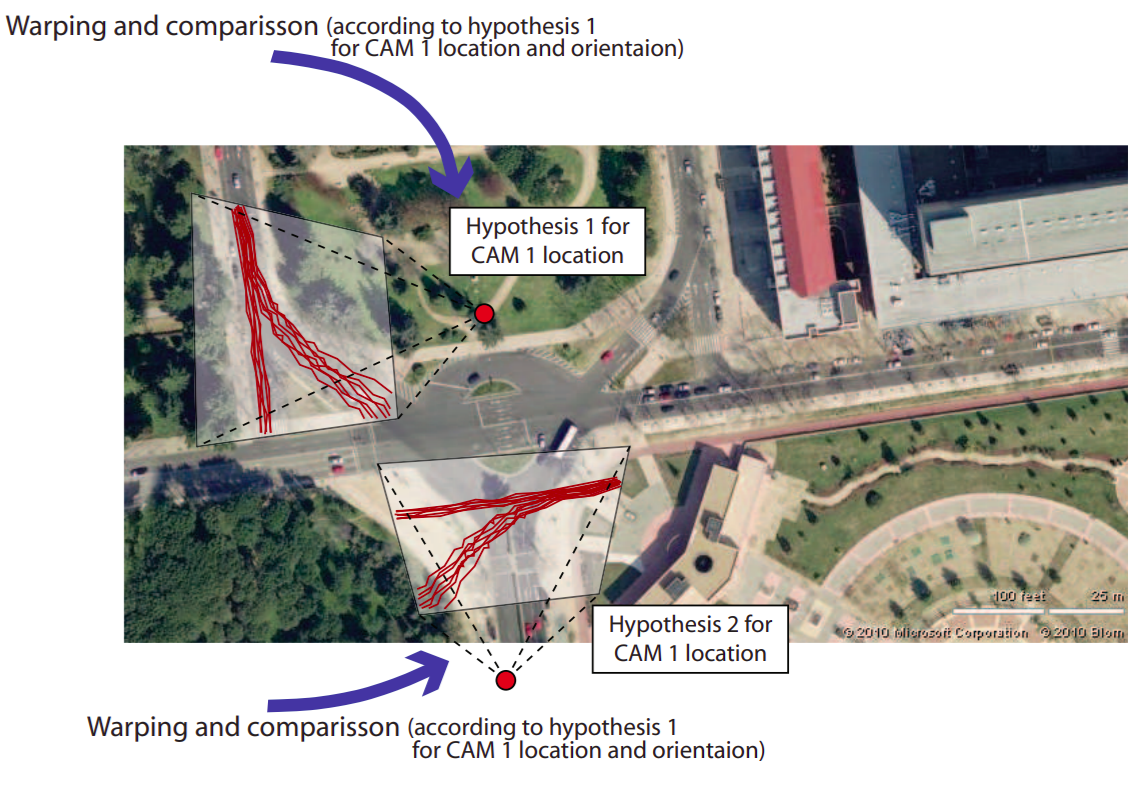 Warping and comparisson (according to hypothesis 1
for CAM 1 location and orientaion)
Hypothesis 1 for
CAM 1 location
100 feet 25 m
© 2010 Microsoft Corporation © 2010 Blom
Hypothesis 2 for
CAM 1 location
Warping and comparisson (according to hypothesis 1
for CAM 1 location and orientaion)